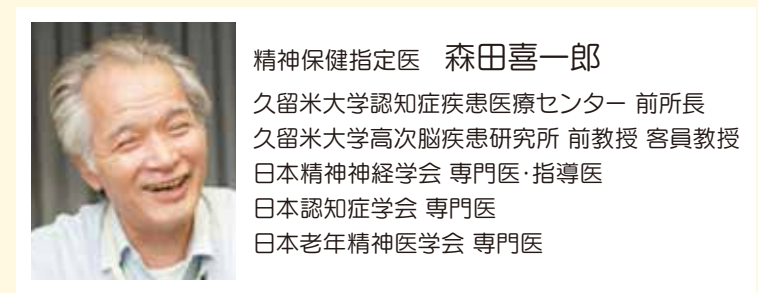 精神保健指定医　森田喜一郎
久留米大学認知症疾患医療センター 前所長
久留米大学高次脳疾患研究所 前教授 客員教授
日本精神神経学会 専門医・指導医
日本認知症学会 専門医
日本老年精神医学会 専門医